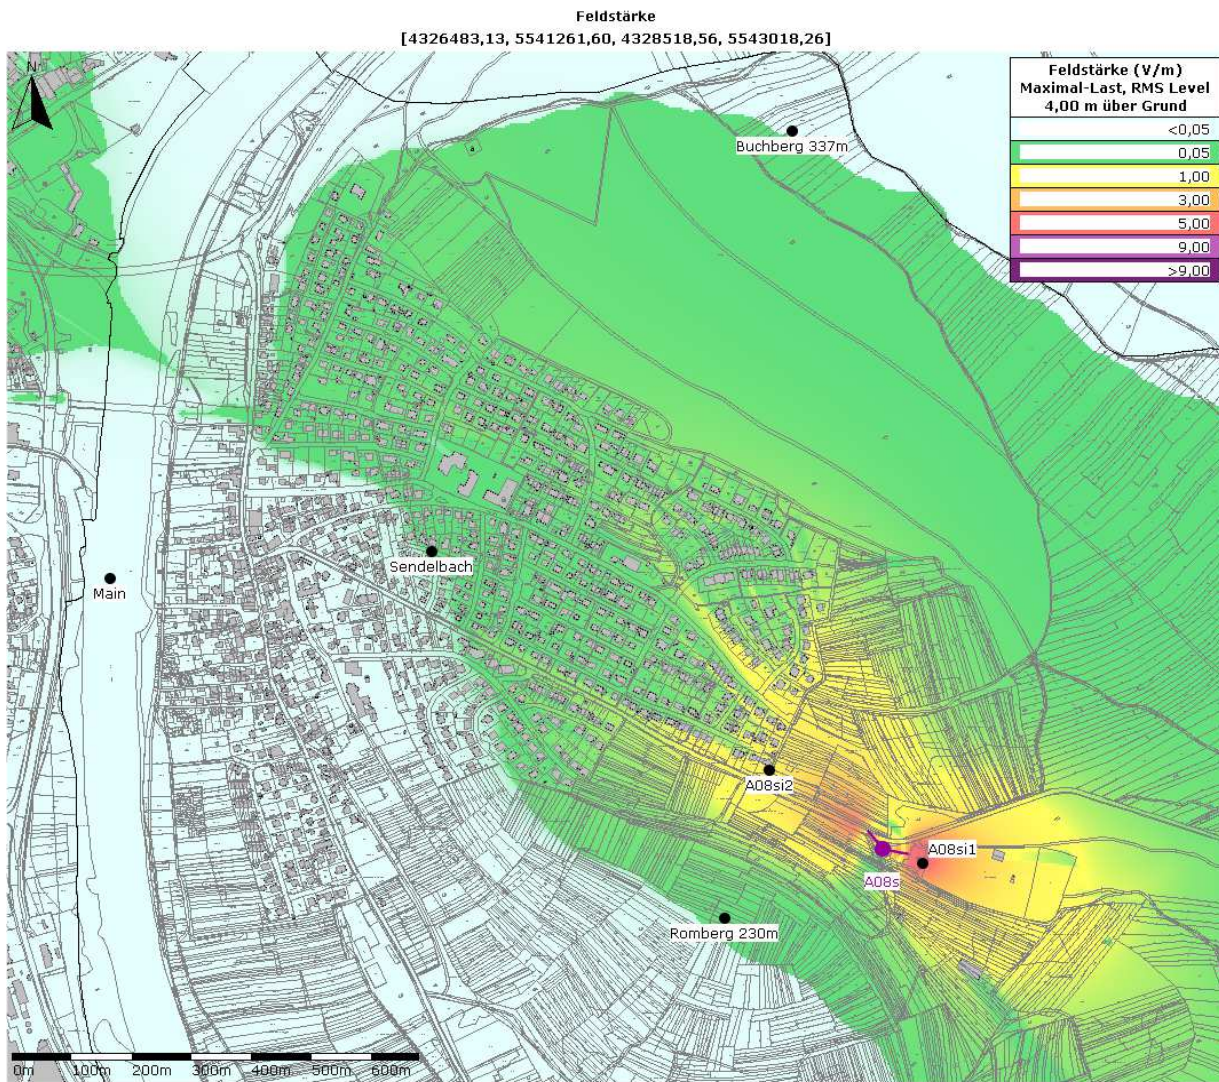 Feldstärke
[4326483,13, 5541261,60, 4328518,56, 5543018,26]
N
Feldstärke (V/m)
Maximal-Last, RMS Level
4,00 m über Grund
<0,05
0,05
1,00
3,00
5,00
9,00
>9,00
Buchberg 337m
Sendelbach
Main
A08si2
A08si1
A08s
Romberg 230m
0m 100m 200m 300m 400m 500m 600m